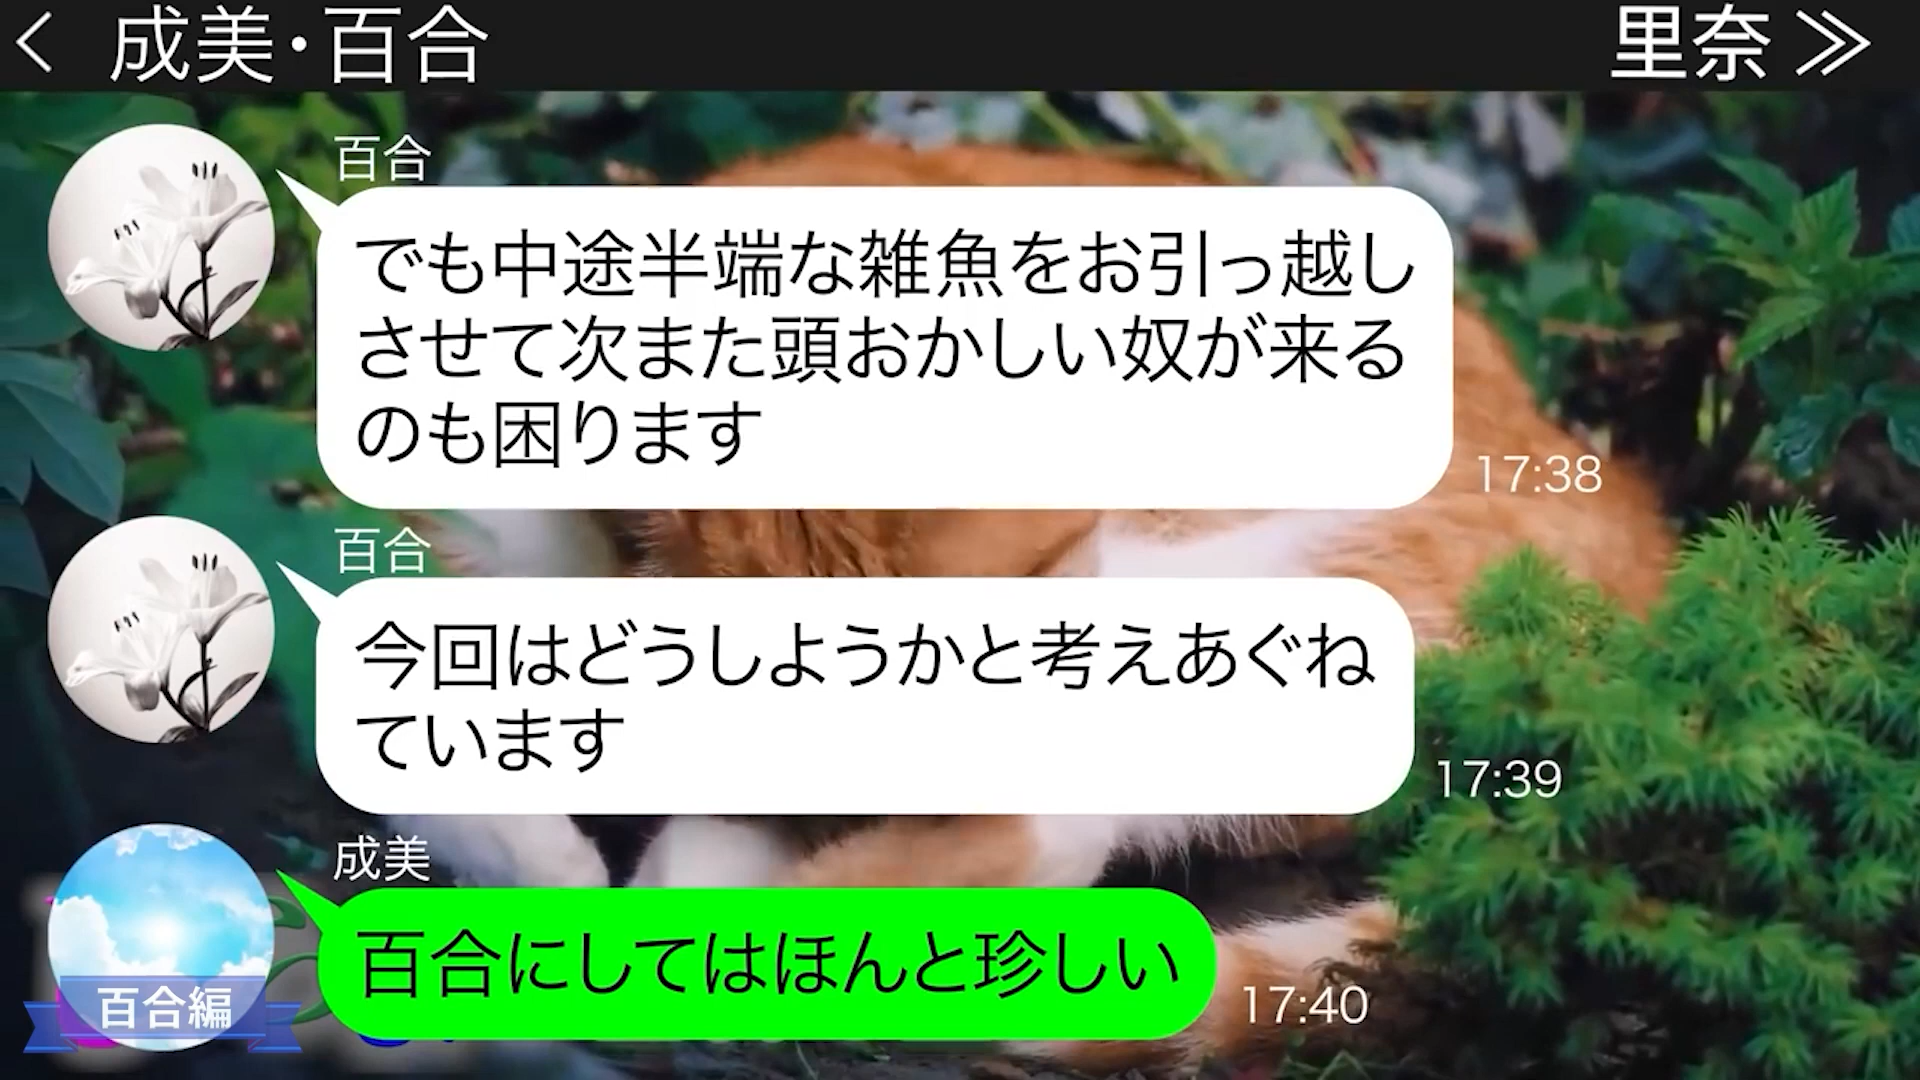 成美・百合
里奈
百合
でも中途半端な雑魚をお引っ越し
させて次また頭おかしい奴が来る
のも困ります
17:38
百合
今回はどうしようかと考えあぐね
ています
17:39
成美
百合にしてはほんと珍しい
17:40
百合編